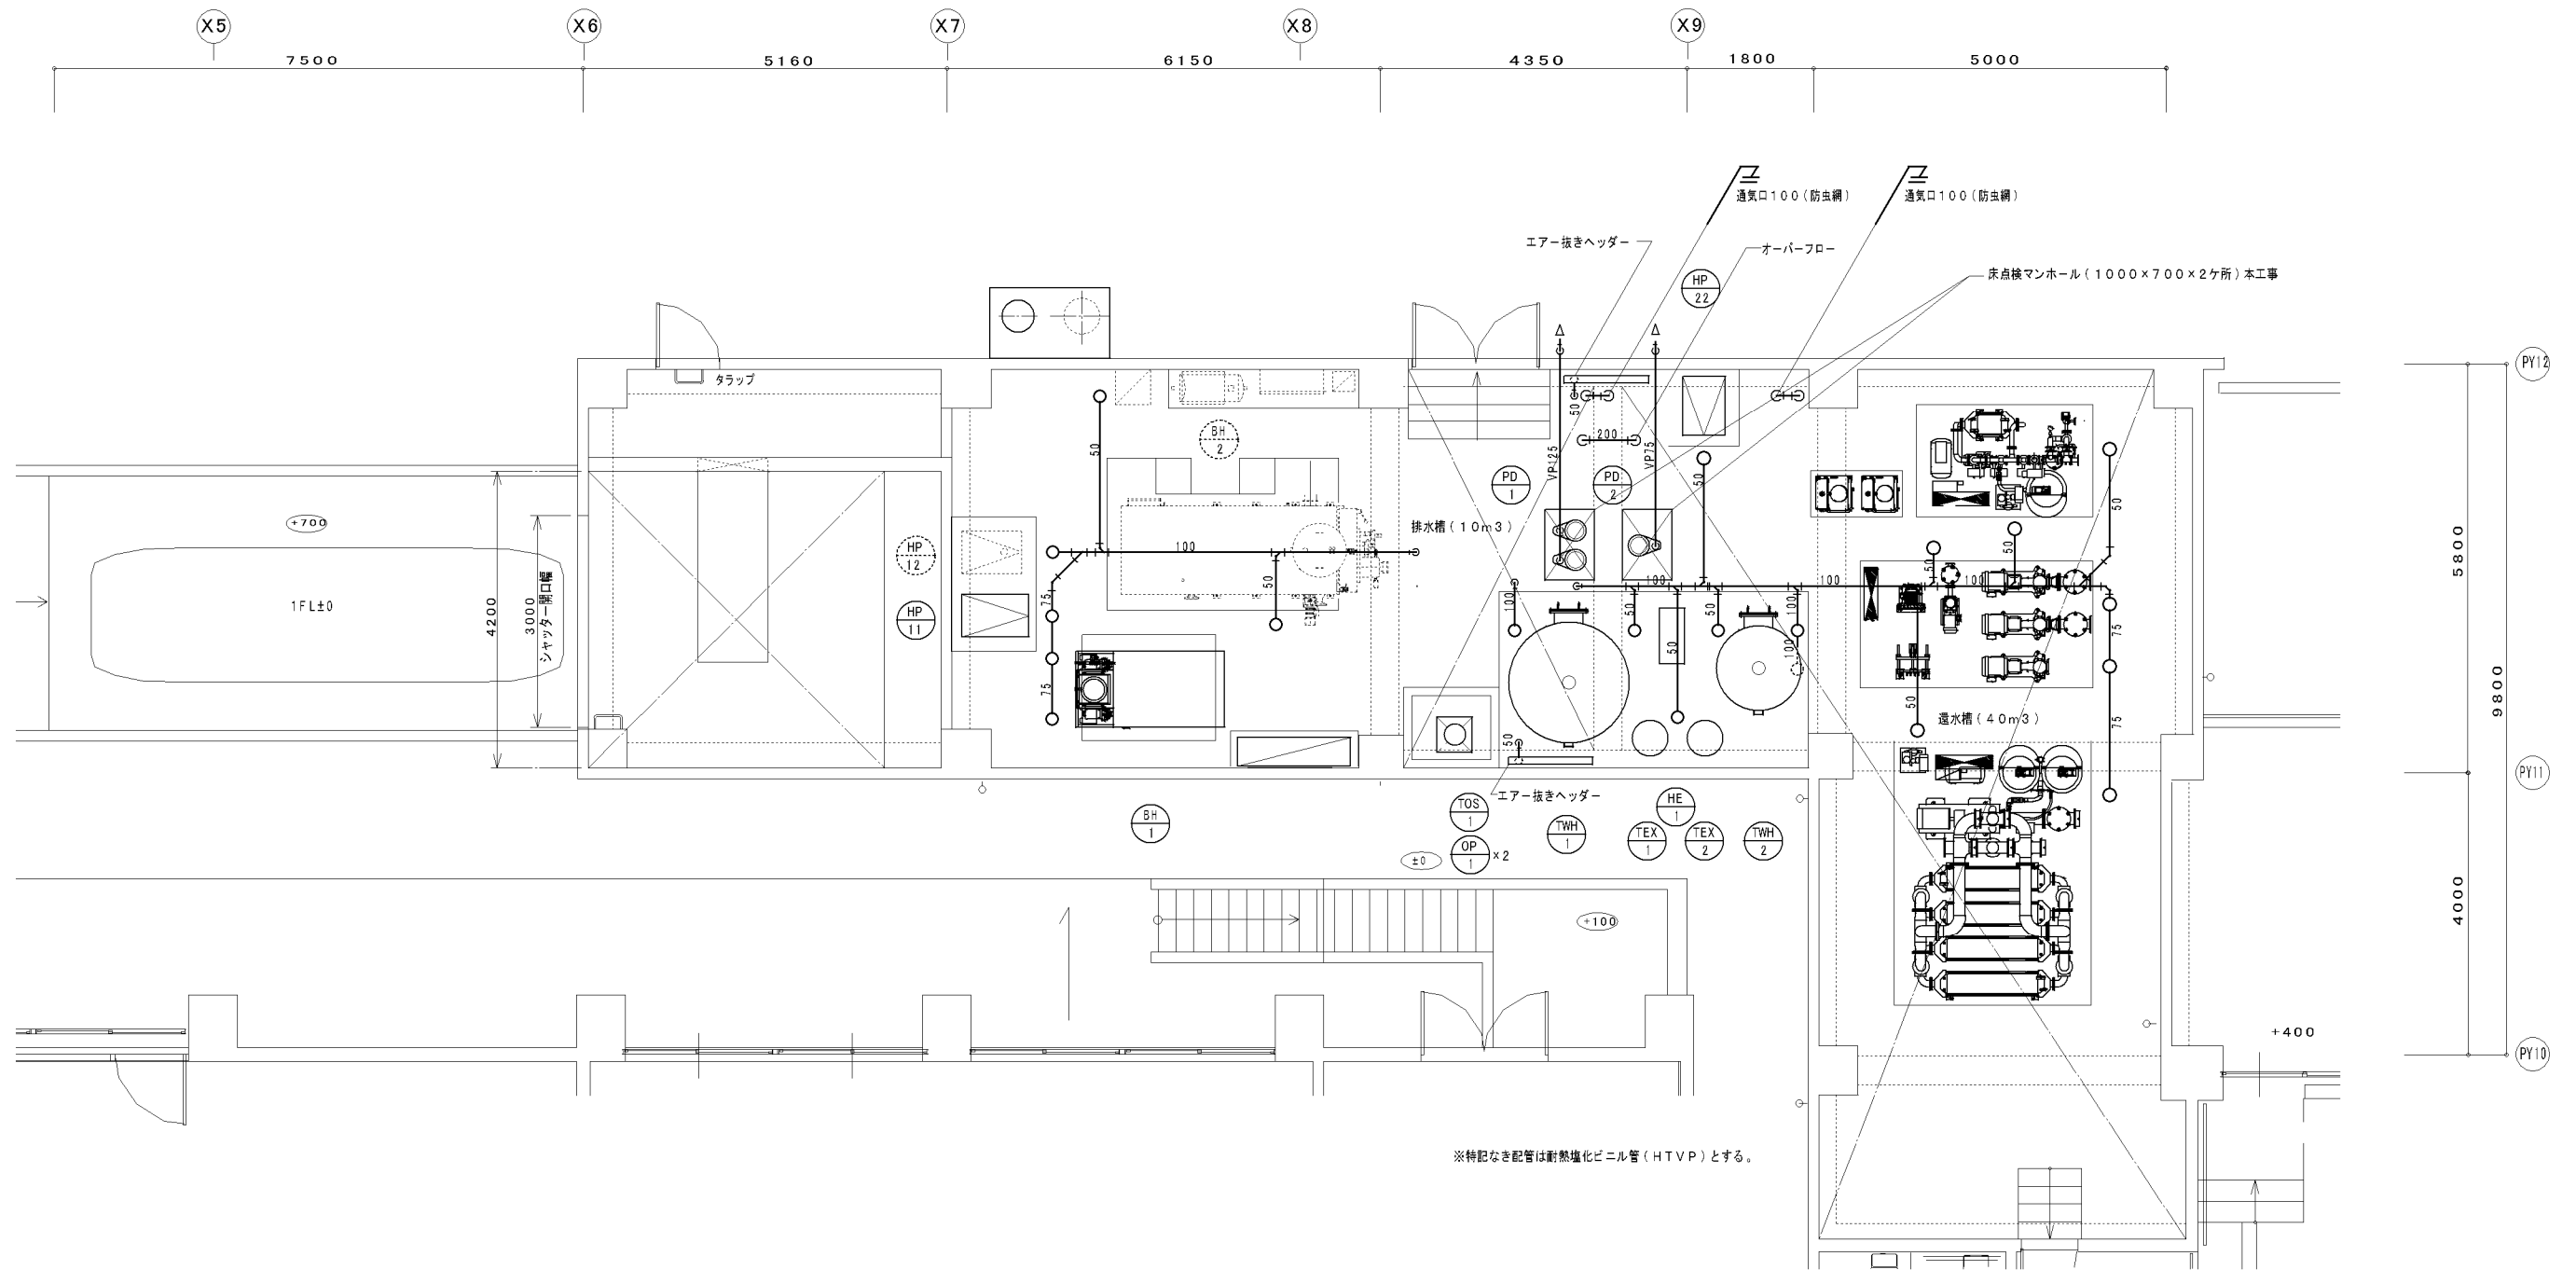 X5
X6
X7
X8
X9
7500
5160
6150
4350
1800
5000
通気口100(防虫網)
通気口100(防虫網)
エアー抜きヘッダー
オーバーフロー
床点検マンホール(1000×700×2ケ所)本工事
HP
22
PY12
タラップ
50
BH
2
50
200
VP125
VP75
PD
1
PD
2
50
50
排水槽(10m3)
+700
HP
12
100
50
100
100
100
50
50
5800
1FL±0
4200
3000
シャッター開口幅
HP
11
75
75
100
50
50
50
100
100
75
75
50
9800
還水槽(40m3)
50
PY11
エアー抜きヘッダー
BH
1
TOS
1
HE
1
TWH
1
TEX
1
TEX
2
TWH
2
OP
1
×2
±0
+100
4000
+400
PY10
※特記なき配管は耐熱塩化ビニル管(HTVP)とする。